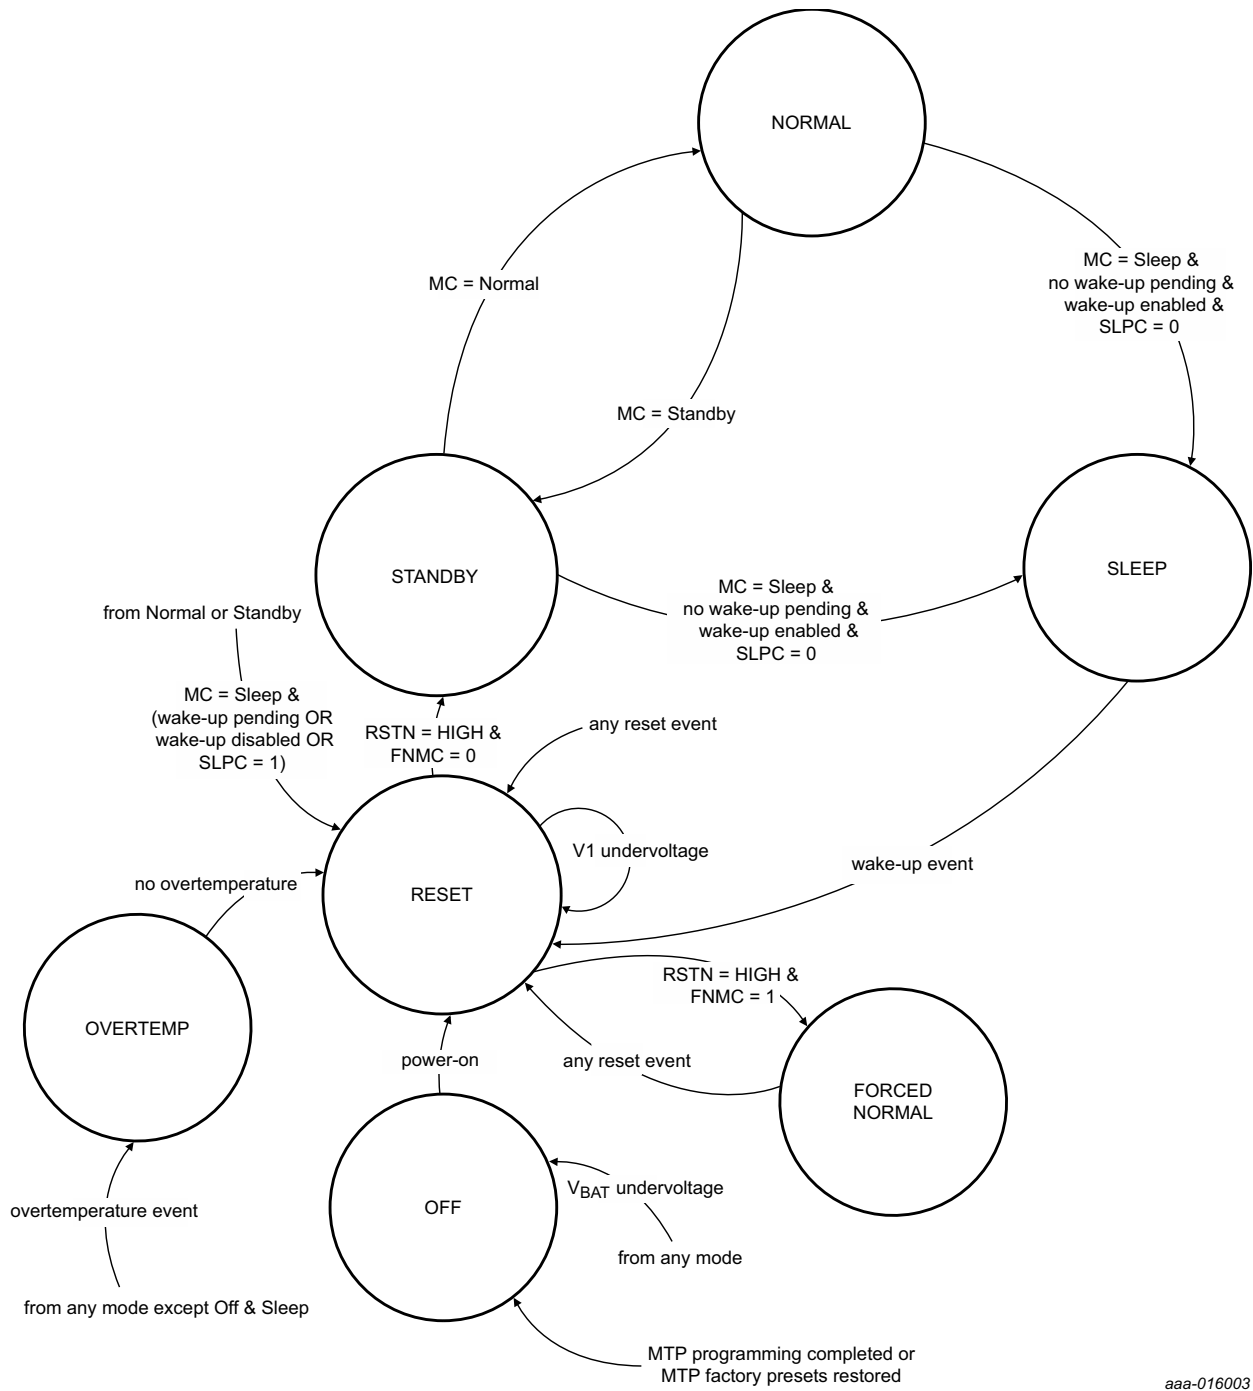 NORMAL
MC = Sleep &
no wake-up pending &
wake-up enabled &
SLPC = 0
MC = Normal
MC = Standby
STANDBY
SLEEP
MC = Sleep &
no wake-up pending &
wake-up enabled &
SLPC = 0
from Normal or Standby
MC = Sleep &
(wake-up pending OR
wake-up disabled OR
SLPC = 1)
RSTN = HIGH &
FNMC = 0
any reset event
V1 undervoltage
wake-up event
no overtemperature
RESET
RSTN = HIGH &
FNMC = 1
OVERTEMP
power-on
any reset event
FORCED
NORMAL
OFF
VBAT undervoltage
from any mode
overtemperature event
from any mode except Off & Sleep
MTP programming completed or
MTP factory presets restored
aaa-016003